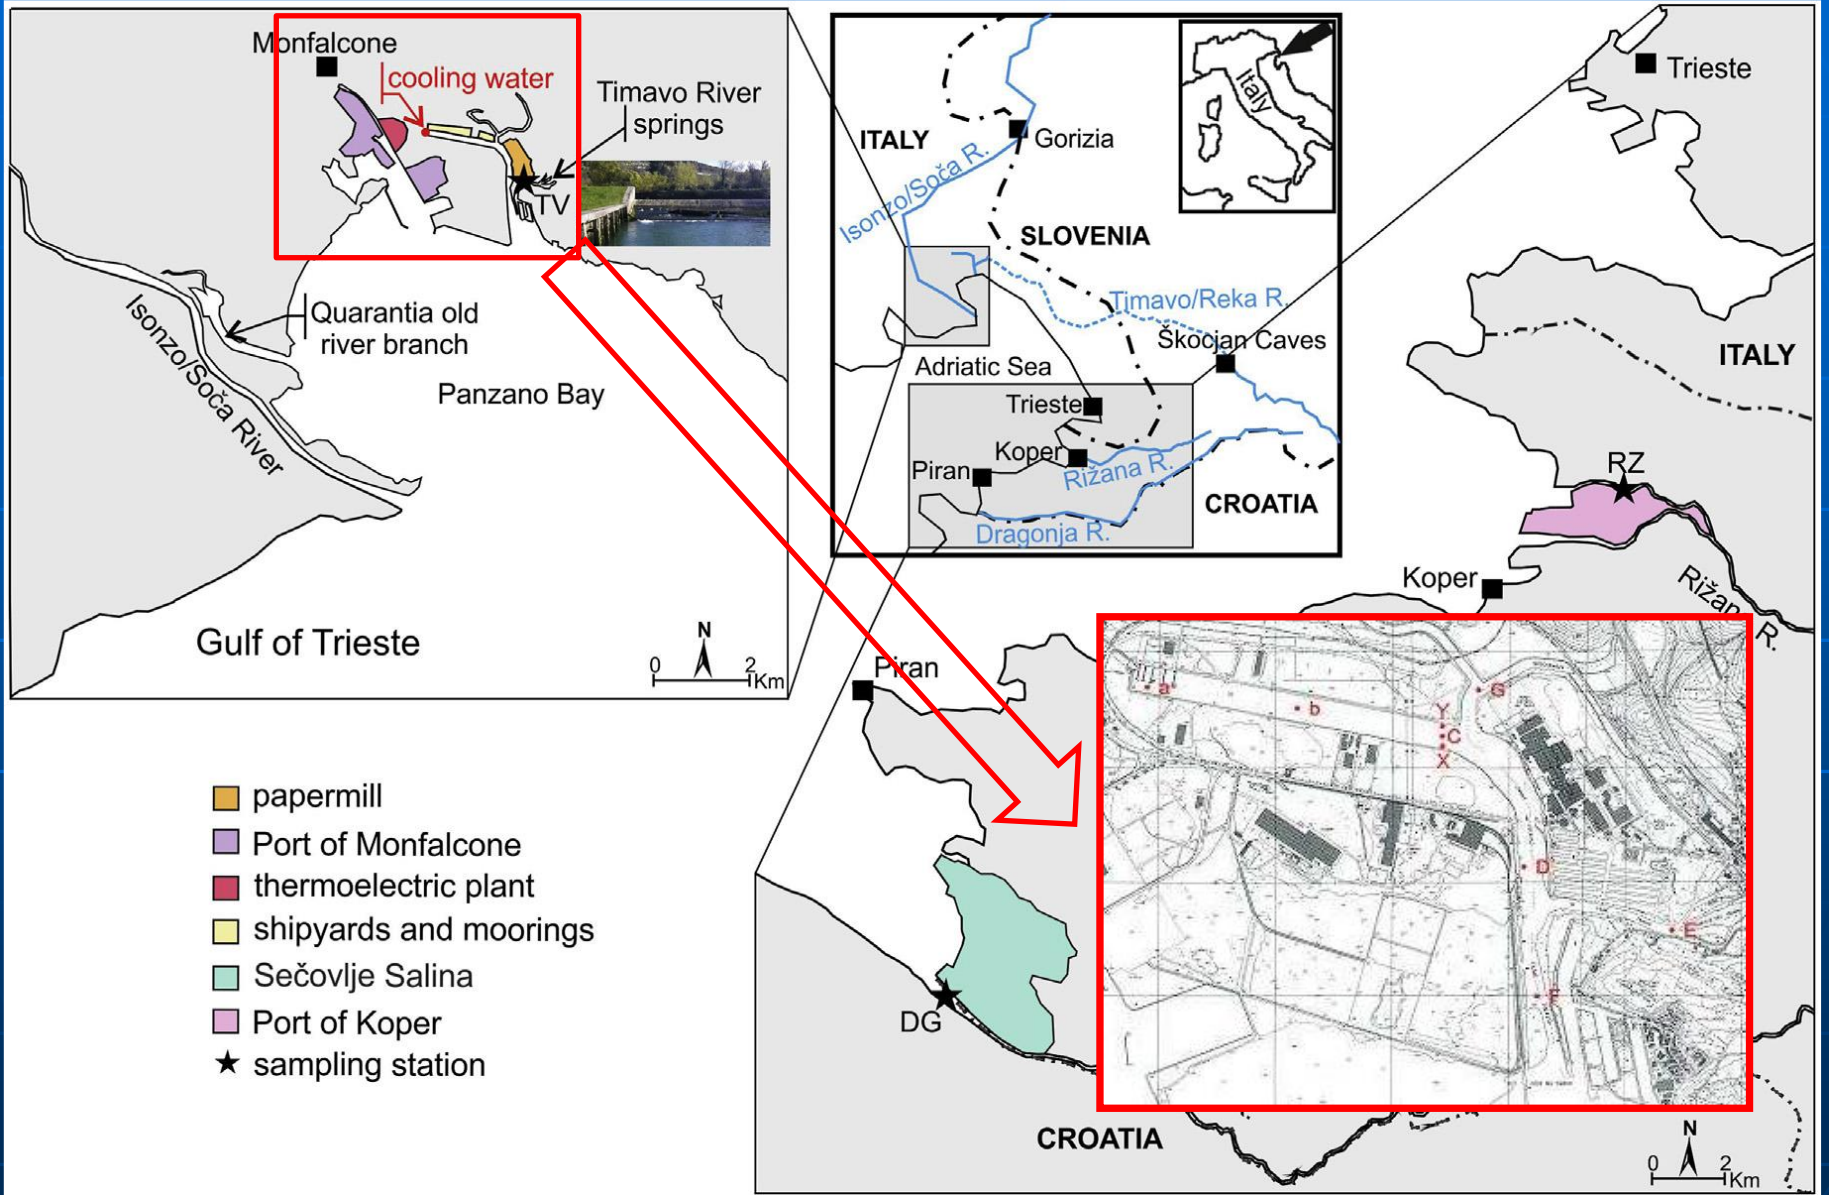 Monfalcone
cooling water
Timavo River
springs
TV
Quarantia old
river branch
Isonzo/Soča River
Panzano Bay
Gulf of Trieste
N
0 2
Km
ITALY
Gorizia
Isonzo/Soča R.
SLOVENIA
Italy
Timavo/Reka R.
Škocjan Caves
Adriatic Sea
Trieste
Koper
Piran
Rižana R.
CROATIA
Dragonja R.
Trieste
ITALY
RZ
Koper
Rižan
R.
Piran
DG
CROATIA
a
b
Y
C
X
G
D
E
F
N
0 2
Km
papermill
Port of Monfalcone
thermoelectric plant
shipyards and moorings
Sečovlje Salina
Port of Koper
sampling station